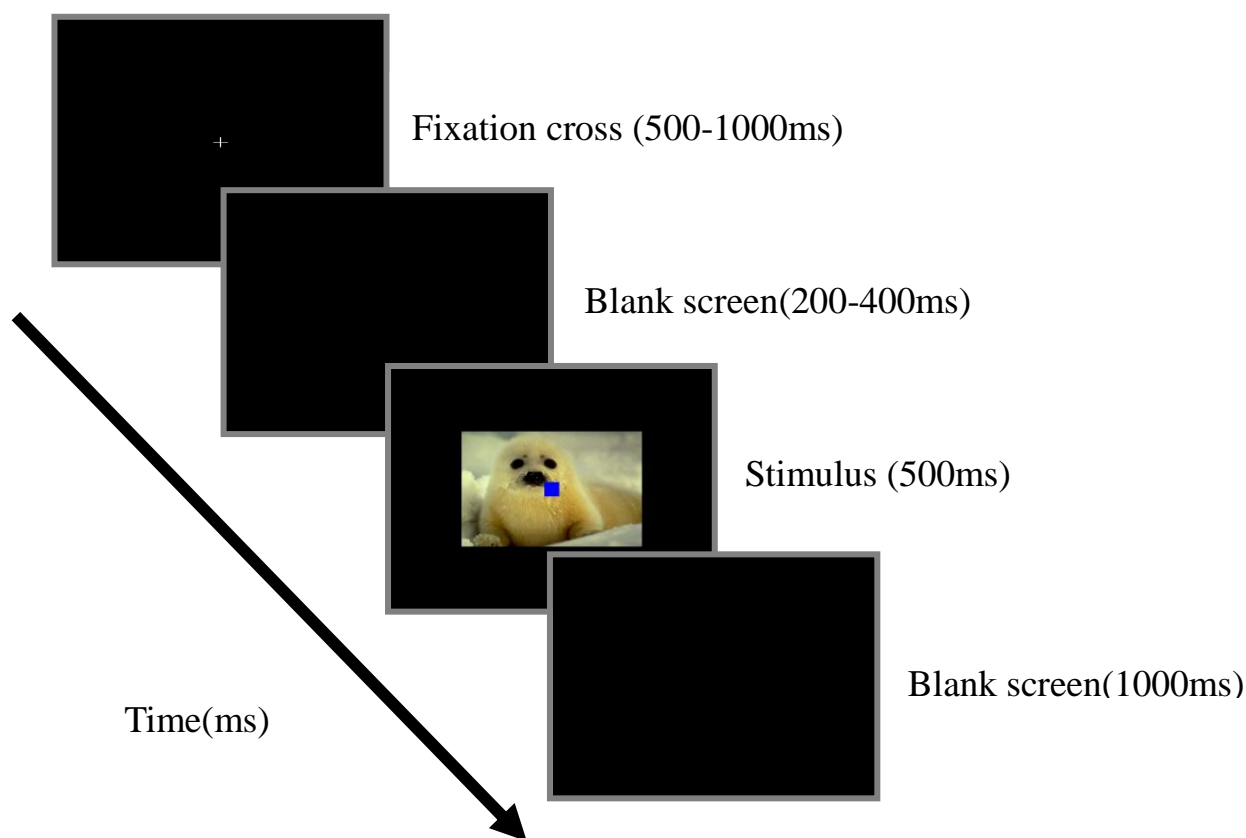 Fixation cross (500-1000ms)
Blank screen(200-400ms)
Stimulus (500ms)
Blank screen(1000ms)
Time(ms)